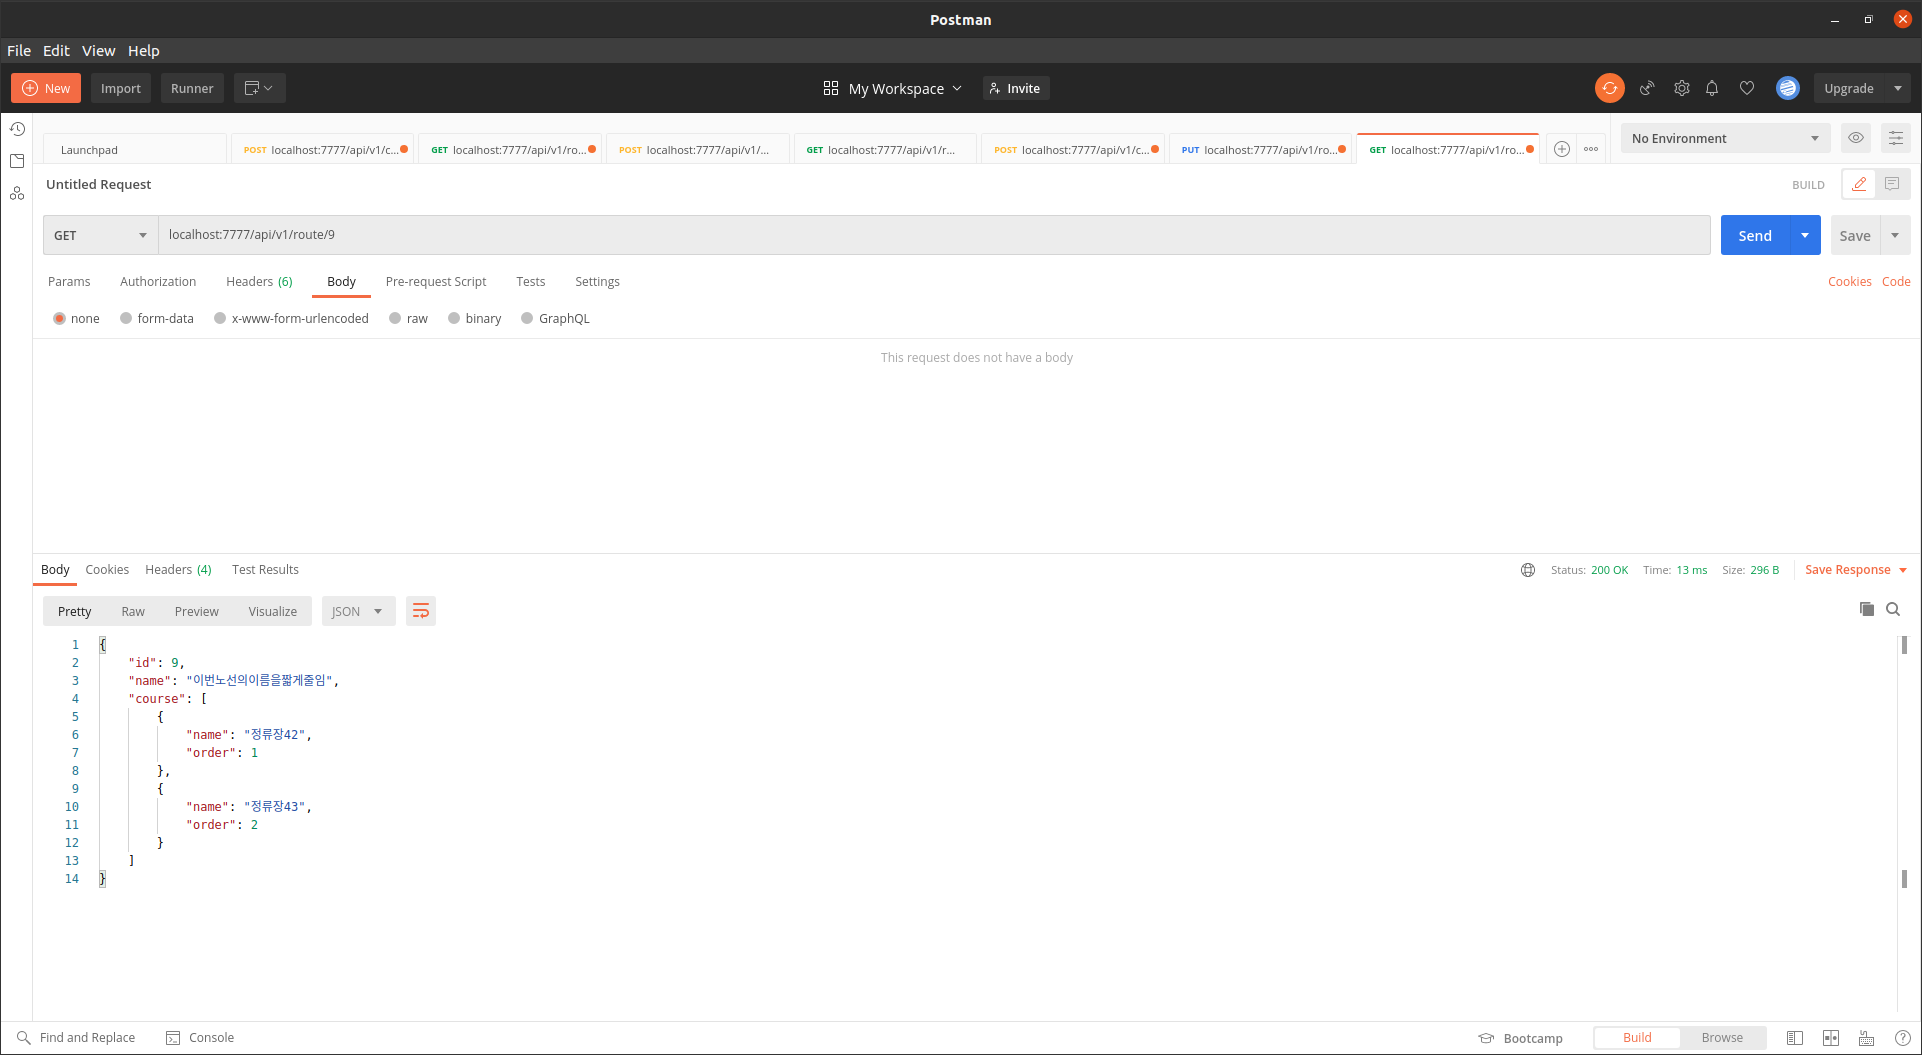 Postman
File Edit View Help
New Import Runner My Workspace Invite Upgrade
Launchpad POST localhost:7777/api/v1/c... GET localhost:7777/api/v1/ro... POST localhost:7777/api/v1/... GET localhost:7777/api/v1/r... POST localhost:7777/api/v1/c... PUT localhost:7777/api/v1/ro... GET localhost:7777/api/v1/ro... No Environment
Untitled Request BUILD
GET localhost:7777/api/v1/route/9 Send Save
Params Authorization Headers (6) Body Pre-request Script Tests Settings Cookies Code
none form-data x-www-form-urlencoded raw binary GraphQL
This request does not have a body
Body Cookies Headers (4) Test Results Status: 200 OK Time: 13 ms Size: 296 B Save Response
Pretty Raw Preview Visualize JSON
1 {
2 "id": 9,
3 "name": "이번노선의이름을짧게줄임",
4 "course": [
5 {
6 "name": "정류장42",
7 "order": 1
8 },
9 {
10 "name": "정류장43",
11 "order": 2
12 }
13 ]
14 }
Find and Replace Console Bootcamp Build Browse